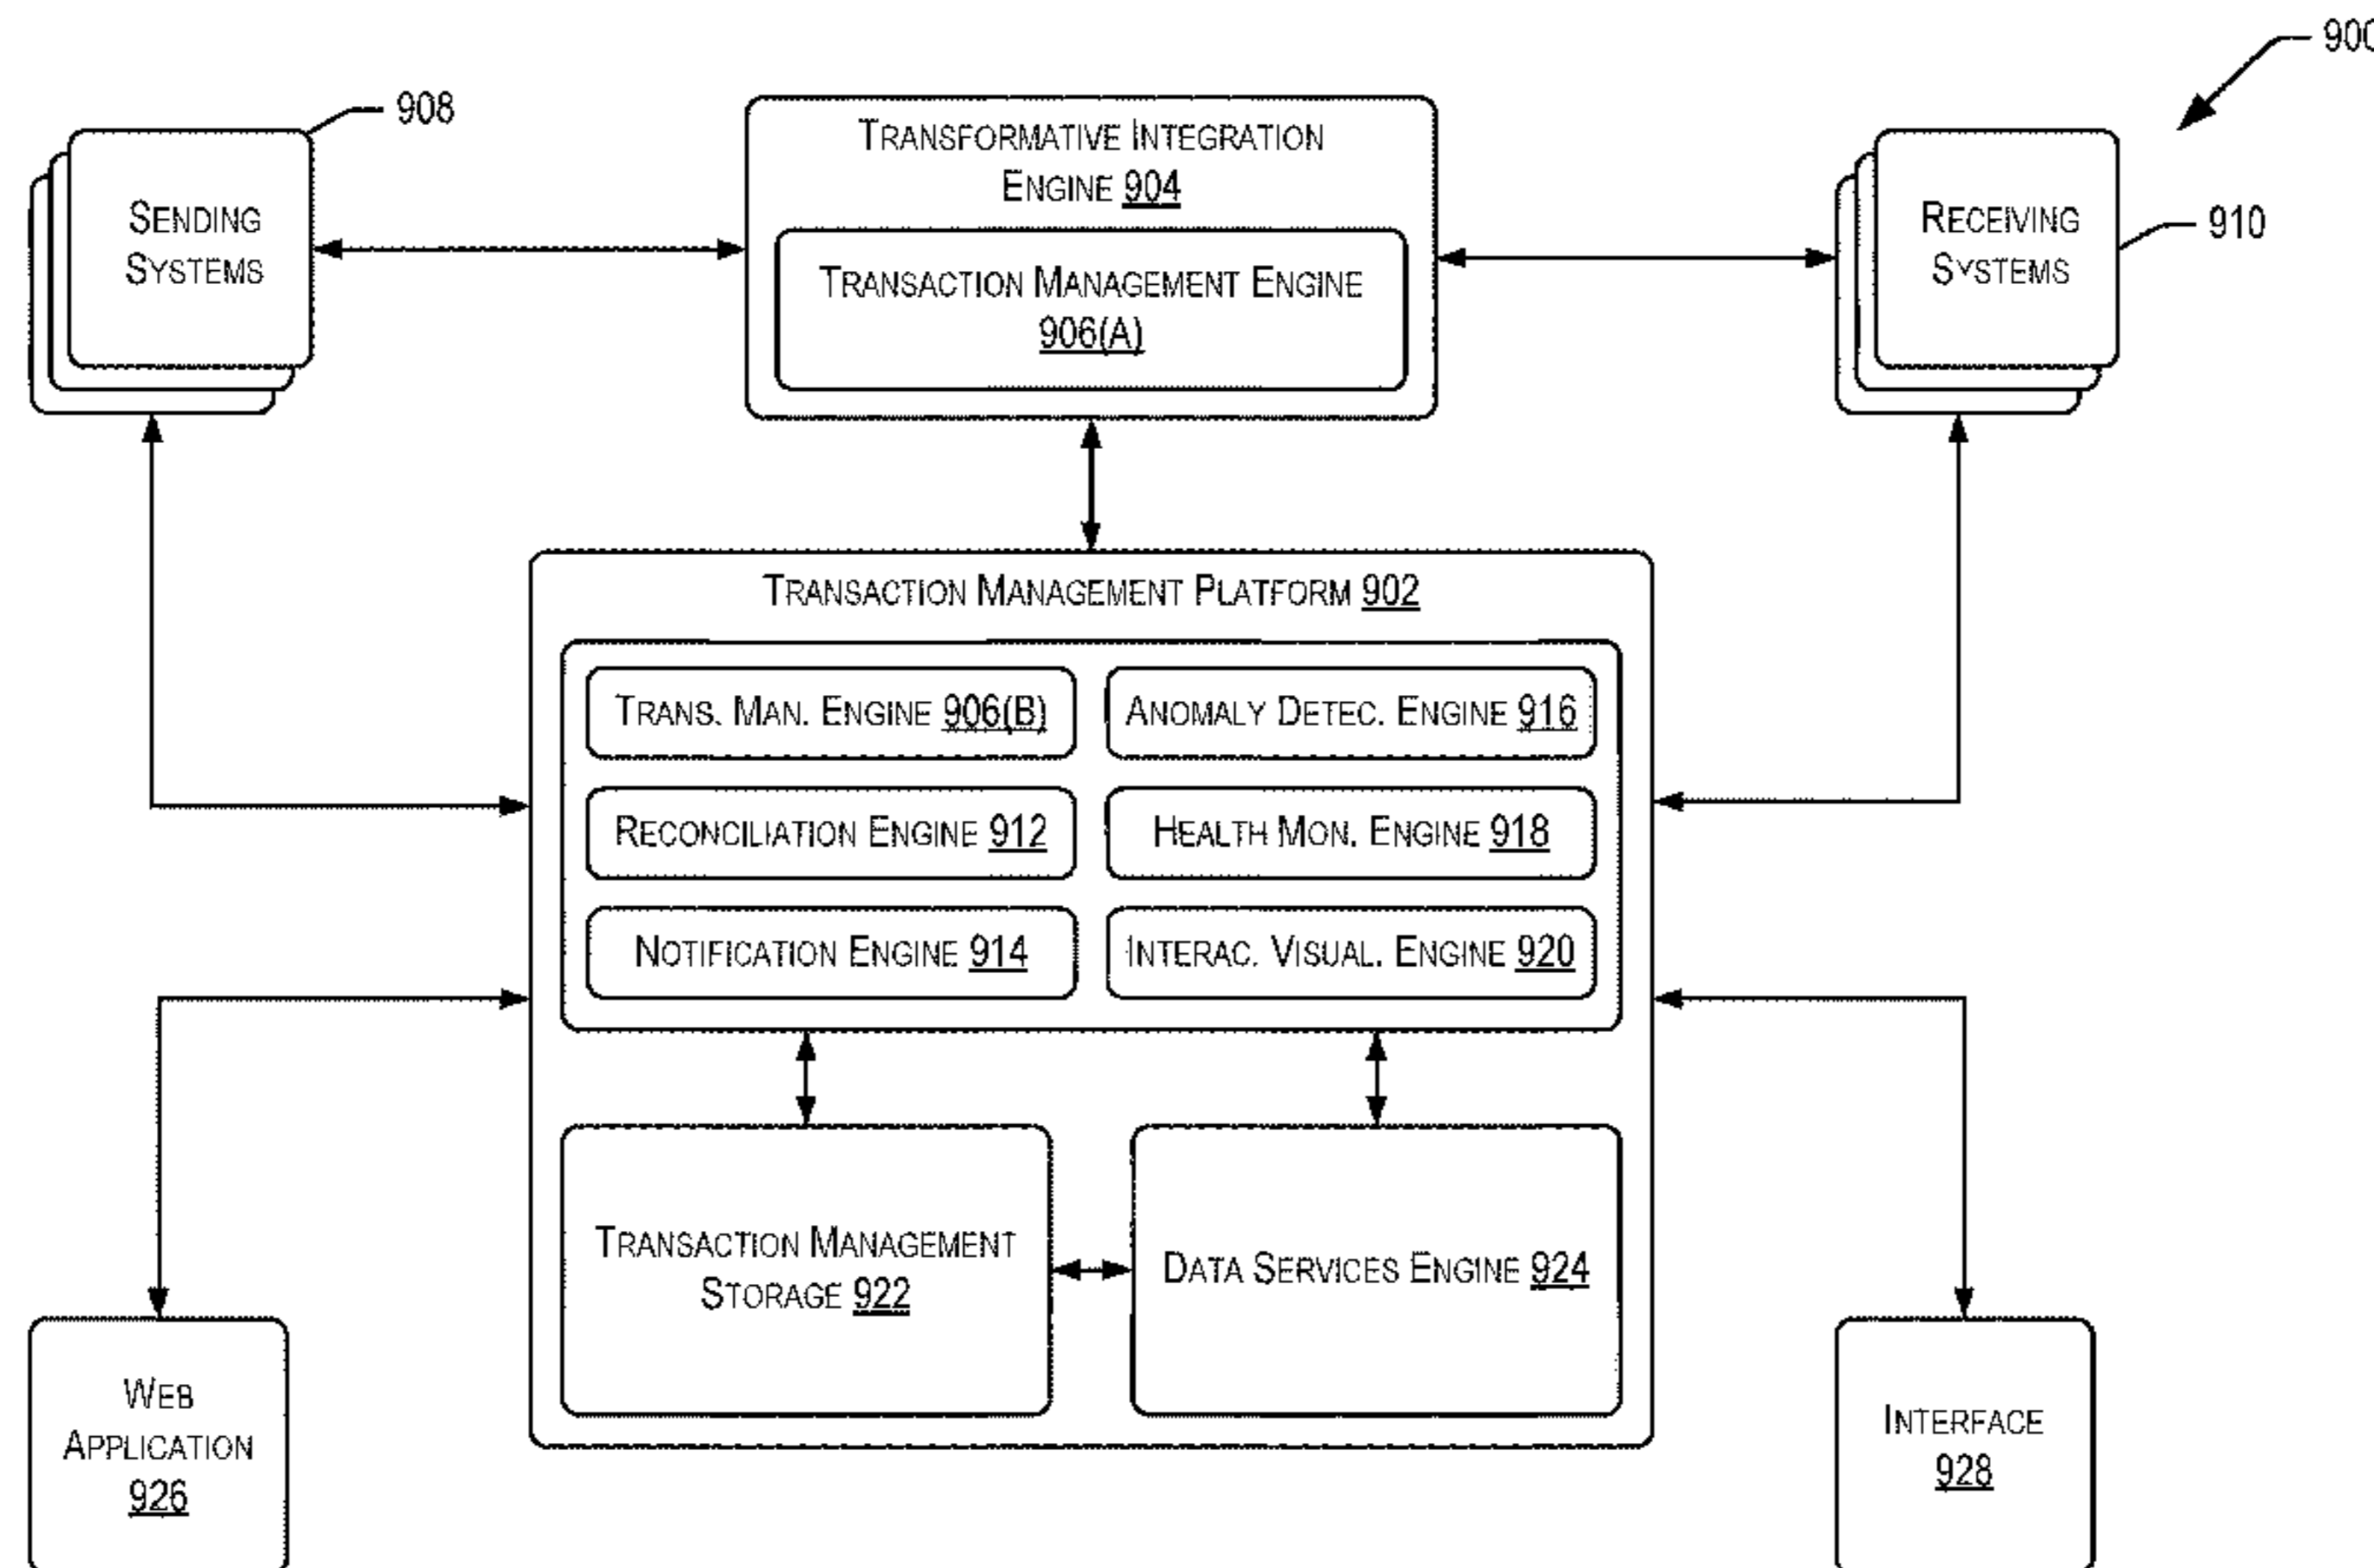 900
908
TRANSFORMATIVE INTEGRATION
ENGINE 904
SENDING
SYSTEMS
RECEIVING
SYSTEMS
910
TRANSACTION MANAGEMENT ENGINE
906(A)
TRANSACTION MANAGEMENT PLATFORM 902
TRANS. MAN. ENGINE 906(B)
ANOMALY DETEC. ENGINE 916
RECONCILIATION ENGINE 912
HEALTH MON. ENGINE 918
NOTIFICATION ENGINE 914
INTERAC. VISUAL. ENGINE 920
TRANSACTION MANAGEMENT
STORAGE 922
DATA SERVICES ENGINE 924
WEB
APPLICATION
926
INTERFACE
928